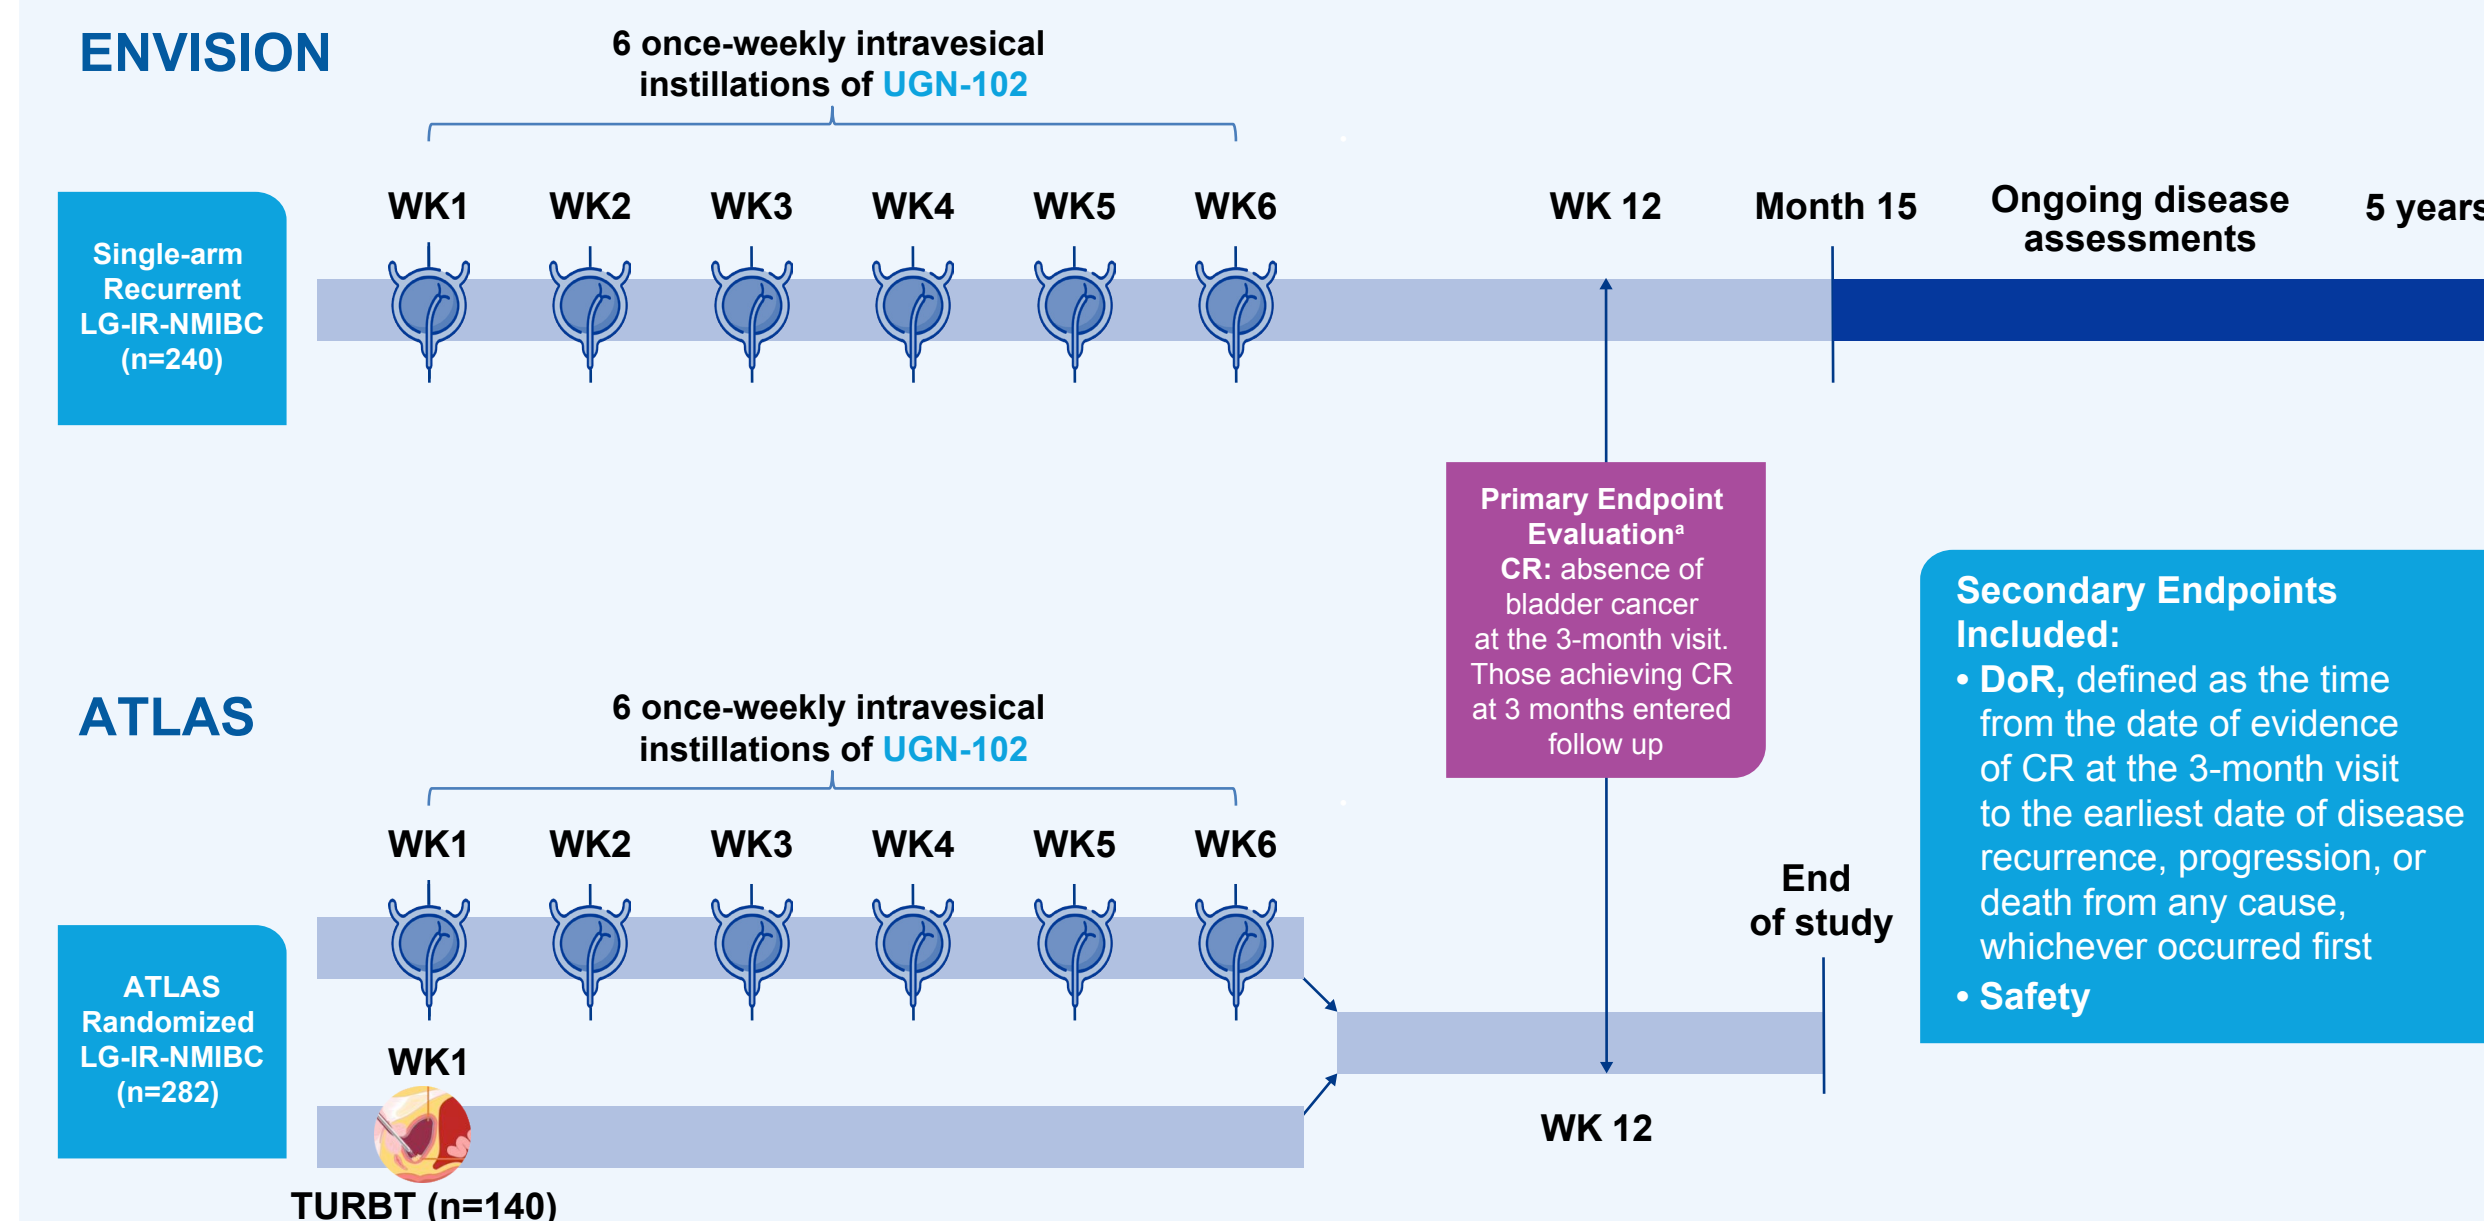 ENVISION
6 once-weekly intravesical
instillations of UGN-102
Single-arm
Recurrent
LG-IR-NMIBC
(n=240)
WK1 WK2 WK3 WK4 WK5 WK6 WK 12 Month 15
Ongoing disease
assessments
5 years
Primary Endpoint
Evaluationᵃ
CR: absence of
bladder cancer
at the 3-month visit.
Those achieving CR
at 3 months entered
follow up
Secondary Endpoints
Included:
• DoR, defined as the time
from the date of evidence
of CR at the 3-month visit
to the earliest date of disease
recurrence, progression, or
death from any cause,
whichever occurred first
• Safety
ATLAS
6 once-weekly intravesical
instillations of UGN-102
ATLAS
Randomized
LG-IR-NMIBC
(n=282)
WK1 WK2 WK3 WK4 WK5 WK6
End
of study
WK1
WK 12
TURBT (n=140)